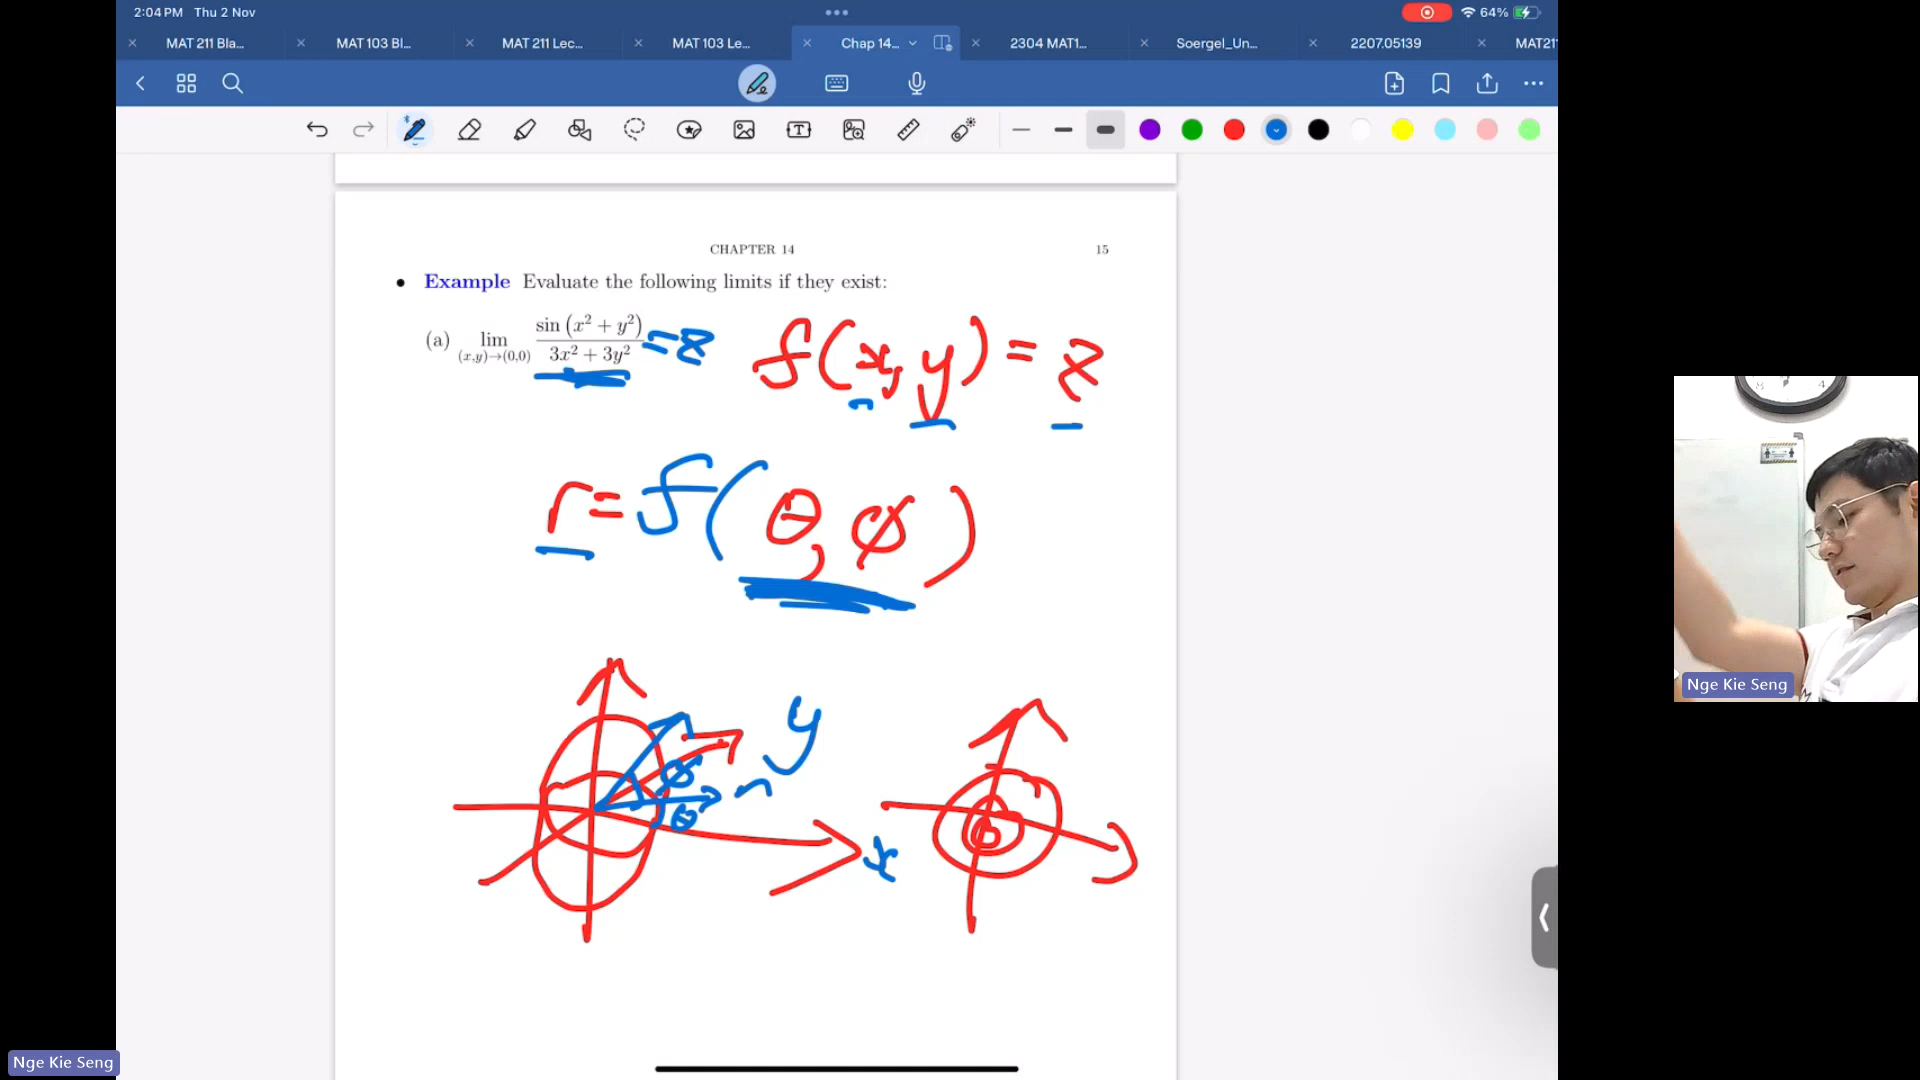 2:04 PM Thu 2 Nov
64%
MAT 211 Bla...
MAT 103 Bl...
MAT 211 Lec...
MAT 103 Le...
Chap 14...
2304 MAT1...
Soergel_Un...
2207.05139
MAT21
CHAPTER 14
15
• Example Evaluate the following limits if they exist:
(a) lim (x,y)→(0,0) sin (x² + y²) / 3x² + 3y² = z
f(x, y) = z
r = f(θ, φ)
y
φ
θ
x
8 4
Nge Kie Seng
Nge Kie Seng